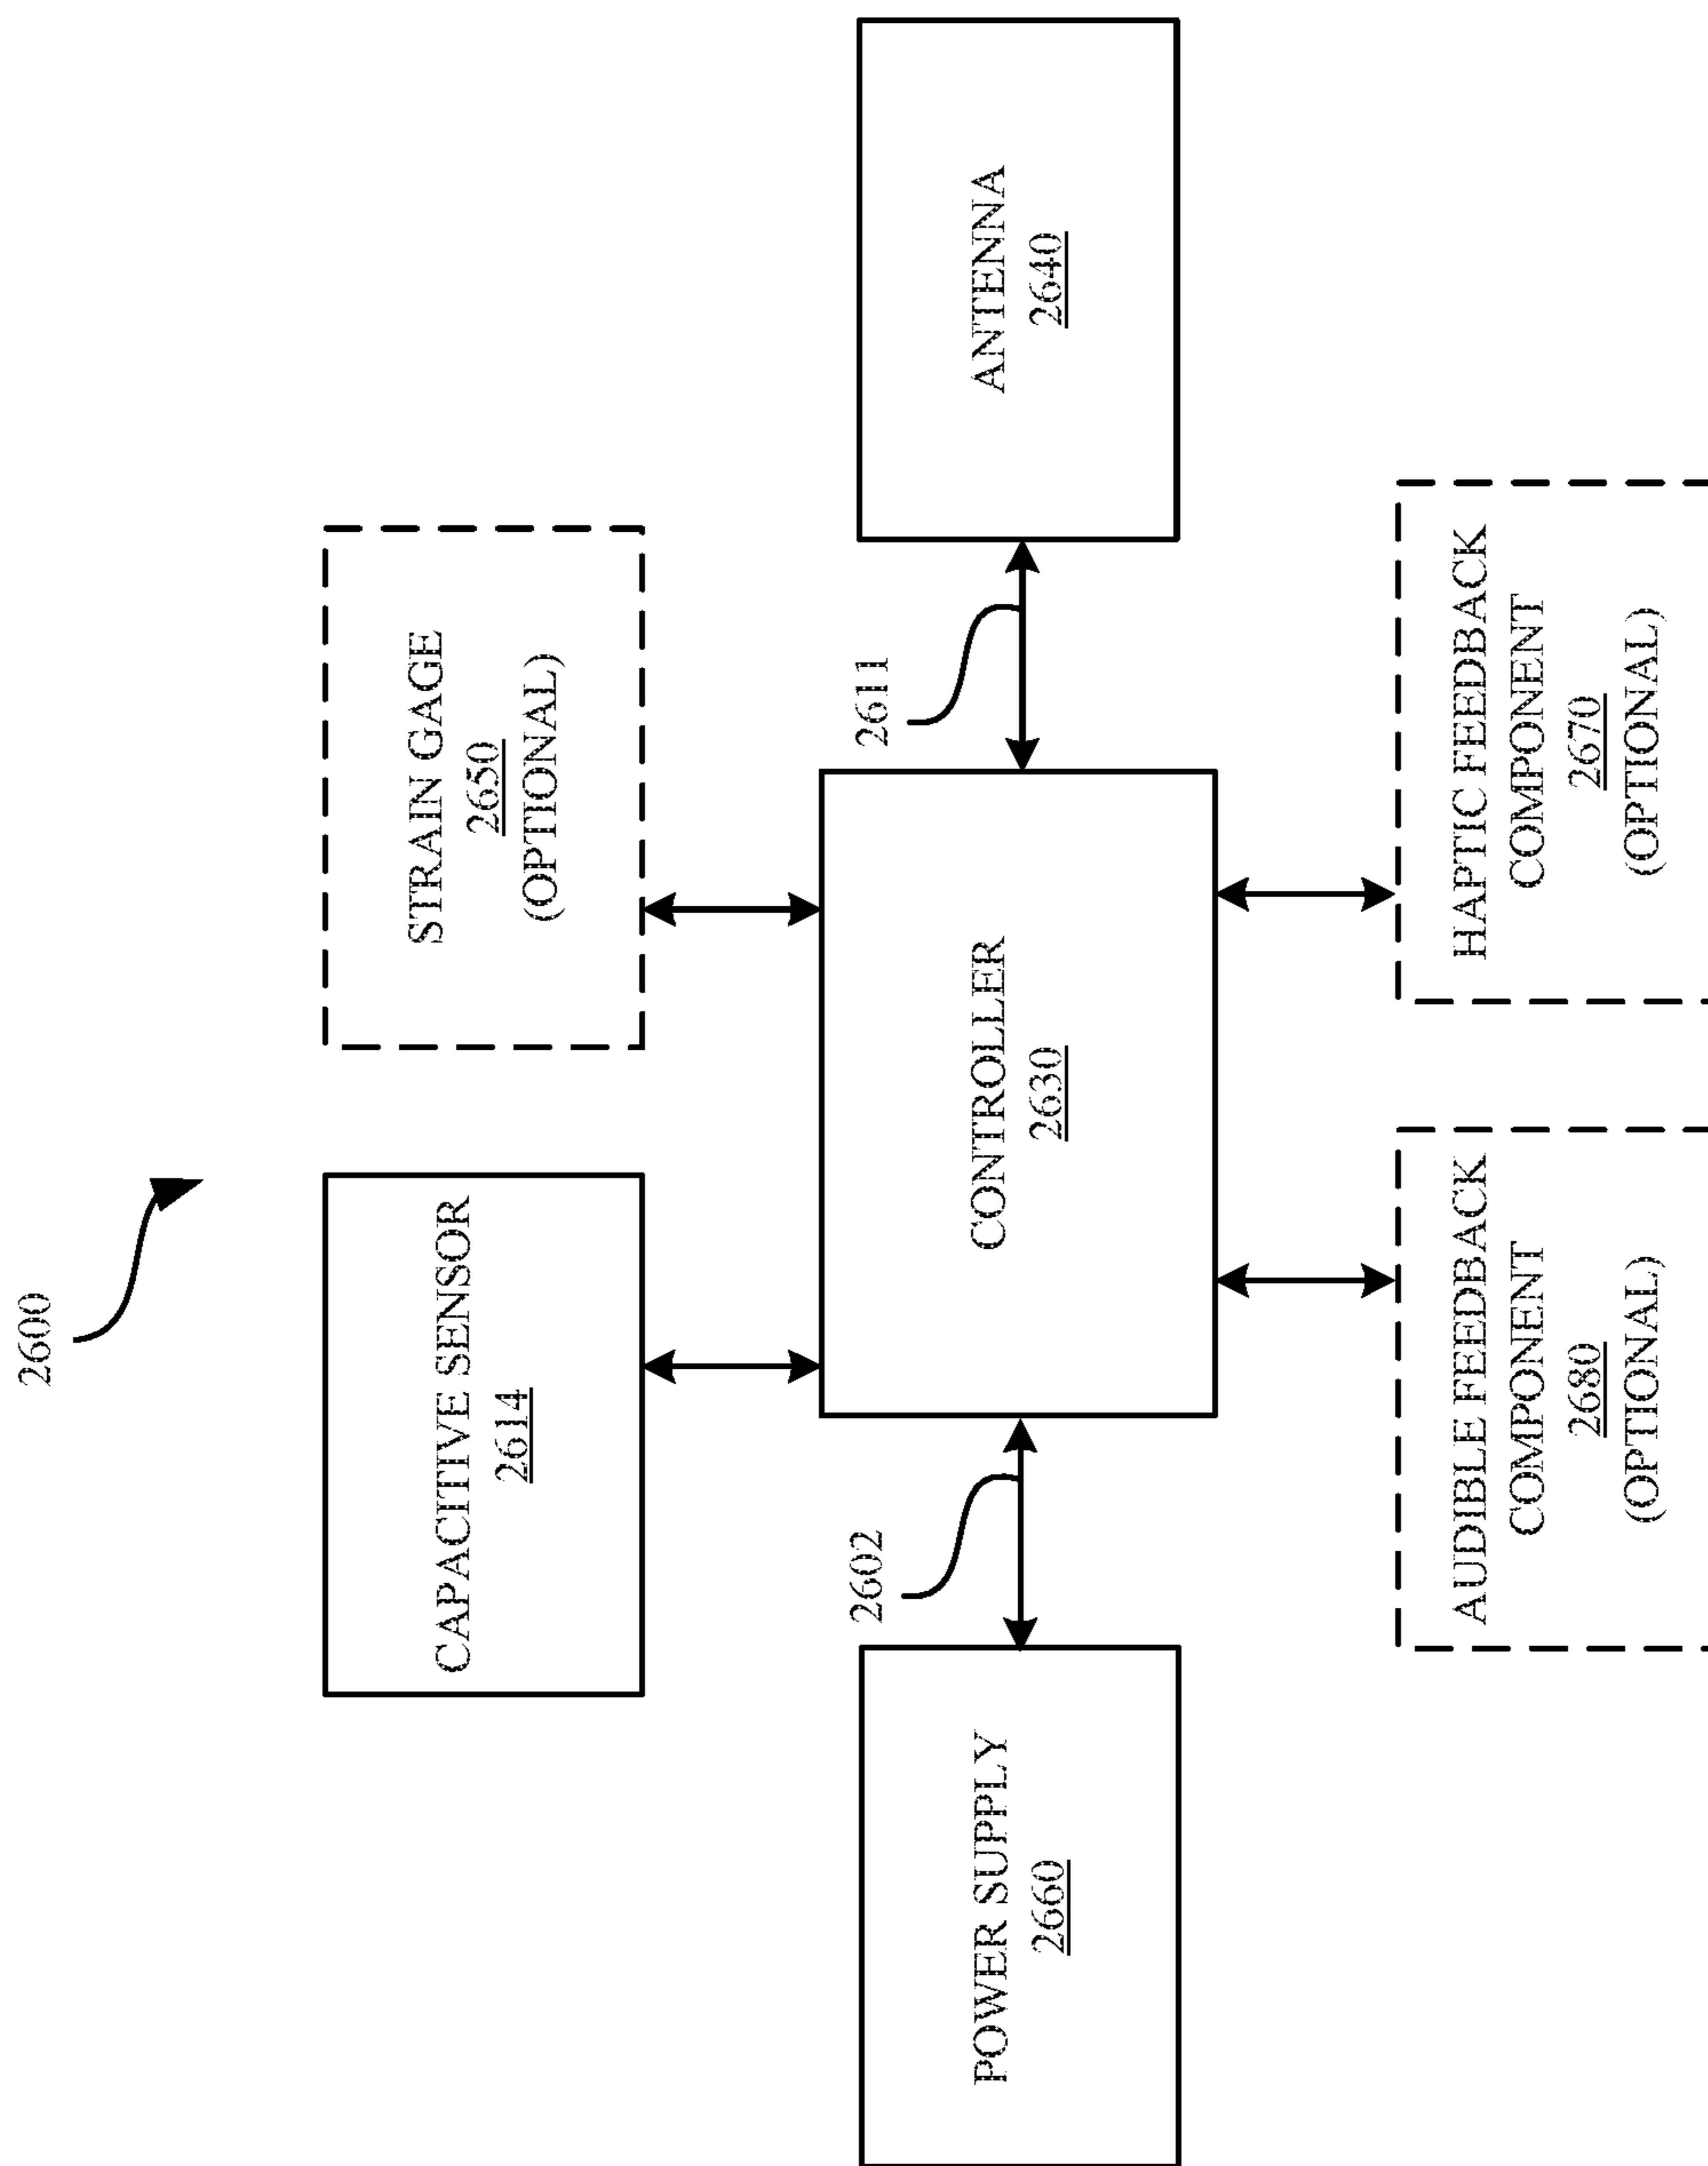 2600
CAPACITIVE SENSOR
2614
STRAIN GAGE
2650
(OPTIONAL)
2602
2611
POWER SUPPLY
2660
CONTROLLER
2630
ANTENNA
2640
AUDIBLE FEEDBACK
COMPONENT
2680
(OPTIONAL)
HAPTIC FEEDBACK
COMPONENT
2670
(OPTIONAL)